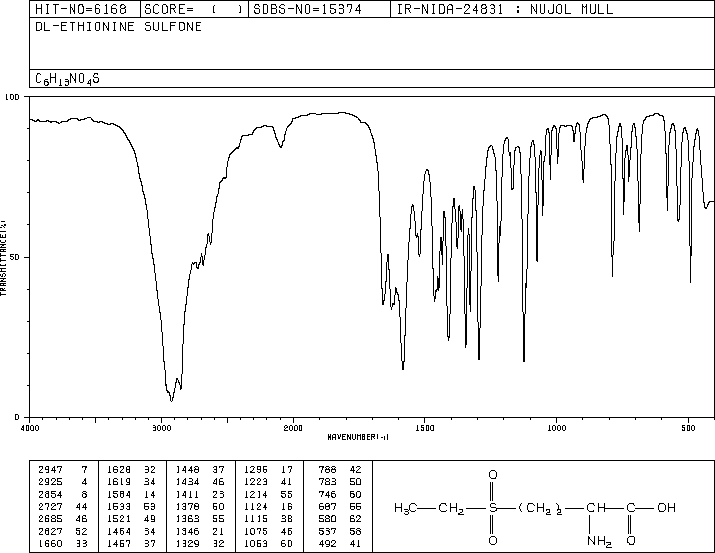 HIT-NO=6168 SCORE= ( ) SDBS-NO=15374 IR-NIDA-24831 : NUJOL MULL
DL-ETHIONINE SULFONE
C6H13NO4S
100
50
0
TRANSMITTANCE(%)
4000 3000 2000 1500 1000 500
WAVENUMBER(-1)
2947 7 1628 32 1448 37 1296 17 788 42
2925 4 1619 34 1434 46 1223 41 783 50
2854 8 1584 14 1411 23 1214 55 746 60
2727 44 1533 53 1378 50 1124 16 687 55
2685 46 1521 49 1363 55 1115 38 580 62
2627 52 1464 34 1346 21 1075 46 537 58
1660 33 1457 37 1329 32 1053 60 492 41
O
H3C CH2 S (CH2)2 CH C OH
O NH2 O